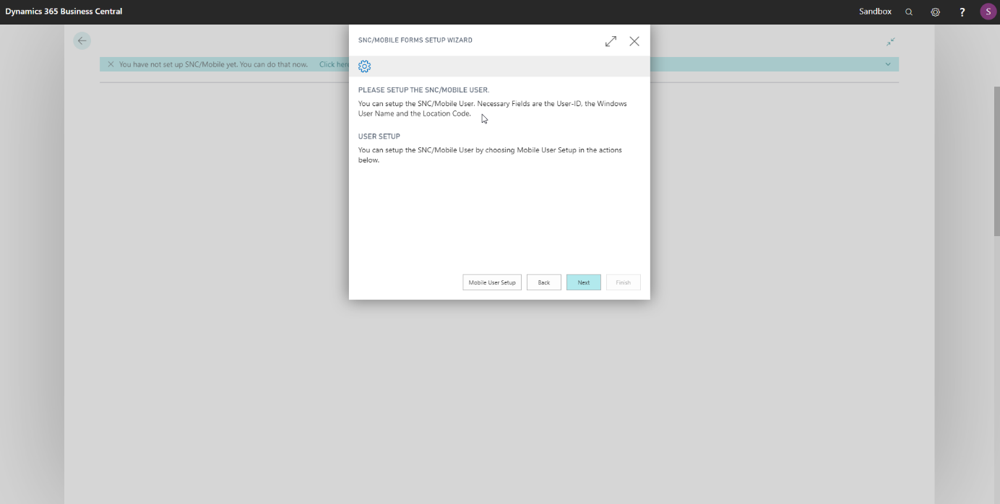 Dynamics 365 Business Central
Sandbox
?
S
SNC/MOBILE FORMS SETUP WIZARD
You have not set up SNC/Mobile yet. You can do that now. Click here
PLEASE SETUP THE SNC/MOBILE USER.
You can setup the SNC/Mobile User. Necessary Fields are the User-ID, the Windows
User Name and the Location Code.
USER SETUP
You can setup the SNC/Mobile User by choosing Mobile User Setup in the actions
below.
Mobile User Setup
Back
Next
Finish